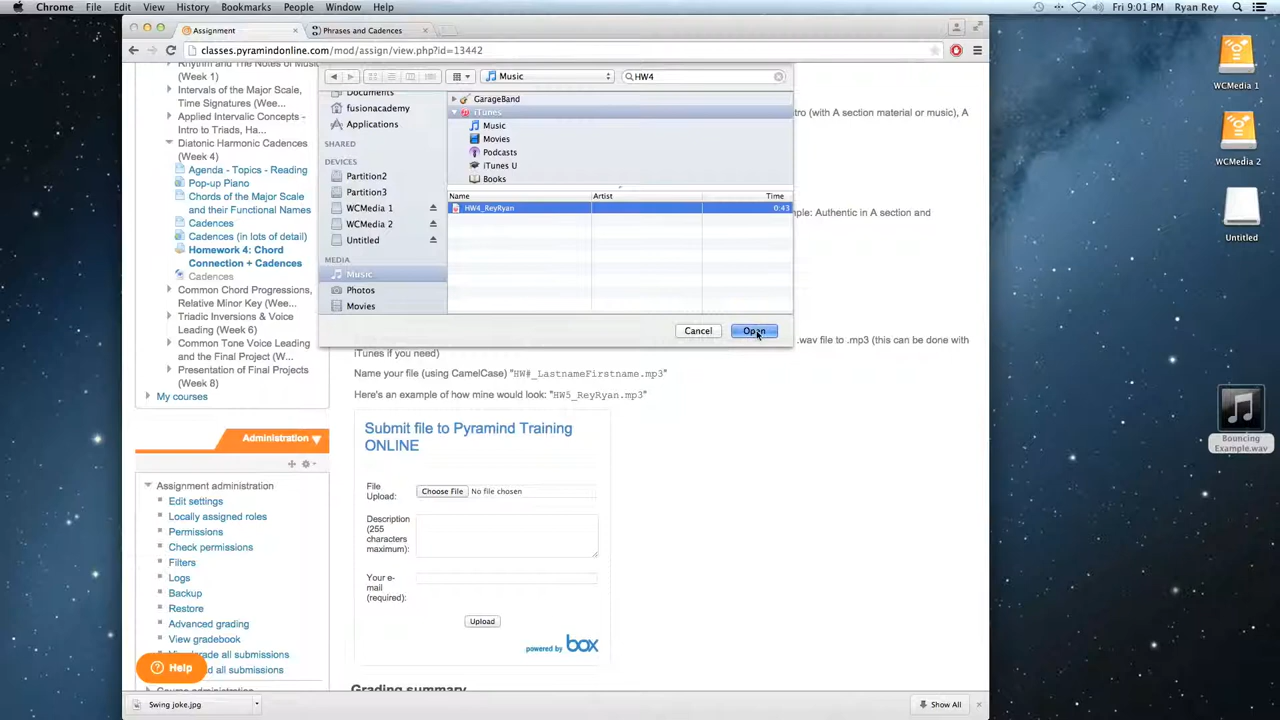 Chrome File Edit View History Bookmarks People Window Help Fri 9:01 PM Ryan Rey
Assignment
Phrases and Cadences
classes.pyramindonline.com/mod/assign/view.php?id=13442
Rhythm and The Notes of Music (Week 1)
Intervals of the Major Scale, Time Signatures (Week...
Applied Intervalic Concepts - Intro to Triads, Ha...
Diatonic Harmonic Cadences (Week 4)
Agenda - Topics - Reading
Pop-up Piano
Chords of the Major Scale and their Functional Names
Cadences
Cadences (in lots of detail)
Homework 4: Chord Connection + Cadences
Cadences
Common Chord Progressions, Relative Minor Key (Wee...
Triadic Inversions & Voice Leading (Week 6)
Common Tone Voice Leading and the Final Project (W...
Presentation of Final Projects (Week 8)
My courses
Administration
Assignment administration
Edit settings
Locally assigned roles
Permissions
Check permissions
Filters
Logs
Backup
Restore
Advanced grading
View gradebook
grade all submissions
ad all submissions
Help
Music
HW4
Documents
fusionacademy
Applications
SHARED
DEVICES
Partition2
Partition3
WCMedia 1
WCMedia 2
Untitled
MEDIA
Music
Photos
Movies
GarageBand
iTunes
Music
Movies
Podcasts
iTunes U
Books
Name Artist Time
HW4_ReyRyan 0:43
Cancel
Open
tro (with A section material or music), A
ple: Authentic in A section and
.wav file to .mp3 (this can be done with
iTunes if you need)
Name your file (using CamelCase) "HW#_LastnameFirstname.mp3"
Here's an example of how mine would look: "HW5_ReyRyan.mp3"
Submit file to Pyramind Training
ONLINE
File Upload:
Choose File No file chosen
Description (255 characters maximum):
Your e-mail (required):
Upload
powered by box
Grading summary
Swing joke.jpg
Show All
WCMedia 1
WCMedia 2
Untitled
Bouncing
Example.wav